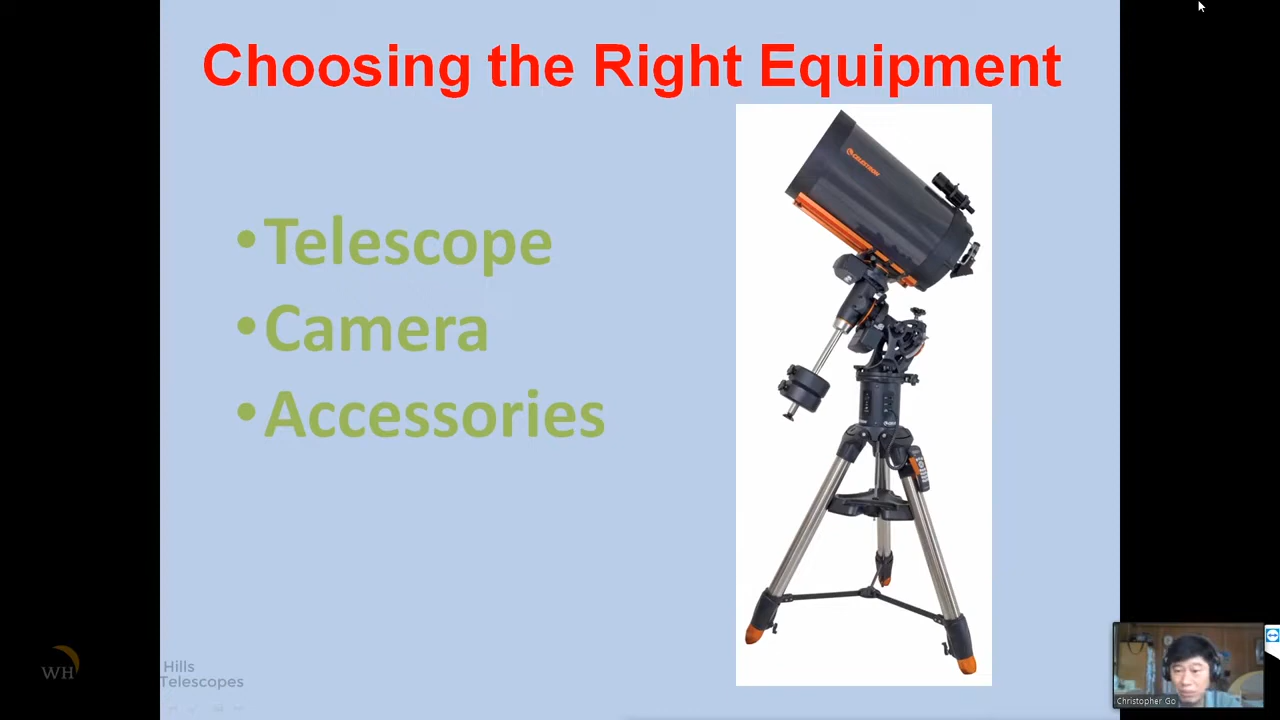 Choosing the Right Equipment
•Telescope
•Camera
•Accessories
CELESTRON
WH
Hills
Telescopes
Christopher Go